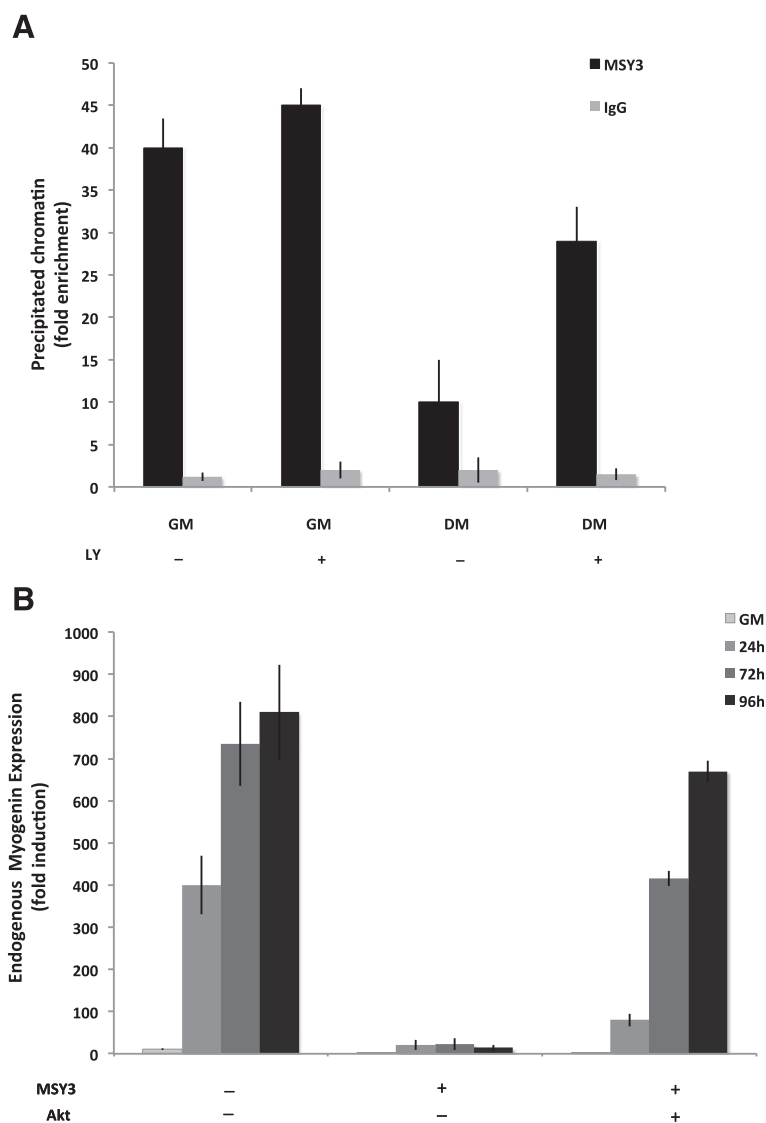 A
50
45
40
35
30
25
20
15
10
5
0
Precipitated chromatin
(fold enrichment)
MSY3
IgG
GM GM DM DM
LY – + – +
B
1000
900
800
700
600
500
400
300
200
100
0
Endogenous Myogenin Expression
(fold induction)
GM
24h
72h
96h
MSY3 – + +
Akt – – +